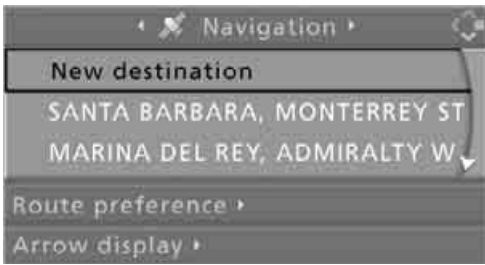 Navigation
New destination
SANTA BARBARA, MONTERREY ST
MARINA DEL REY, ADMIRALTY W
Route preference
Arrow display